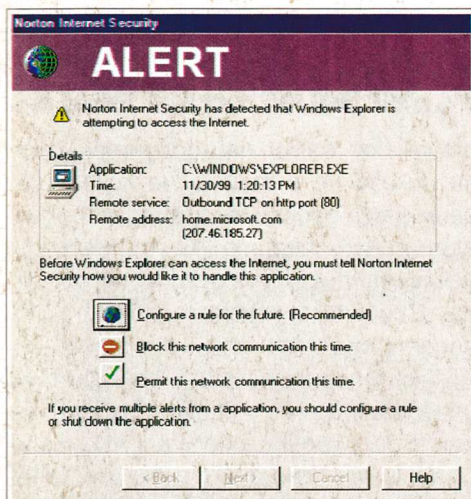 Norton Internet Security
ALERT
Norton Internet Security has detected that Windows Explorer is
attempting to access the Internet.
Details
Application: C:\WINDOWS\EXPLORER.EXE
Time: 11/30/99 1:20:13 PM
Remote service: Outbound TCP on http port (80)
Remote address: home.microsoft.com
(207.46.185.27)
Before Windows Explorer can access the Internet, you must tell Norton Internet
Security how you would like it to handle this application.
Configure a rule for the future. (Recommended)
Block this network communication this time.
Permit this network communication this time.
If you receive multiple alerts from a application, you should configure a rule
or shut down the application.
< Back Next > Cancel Help